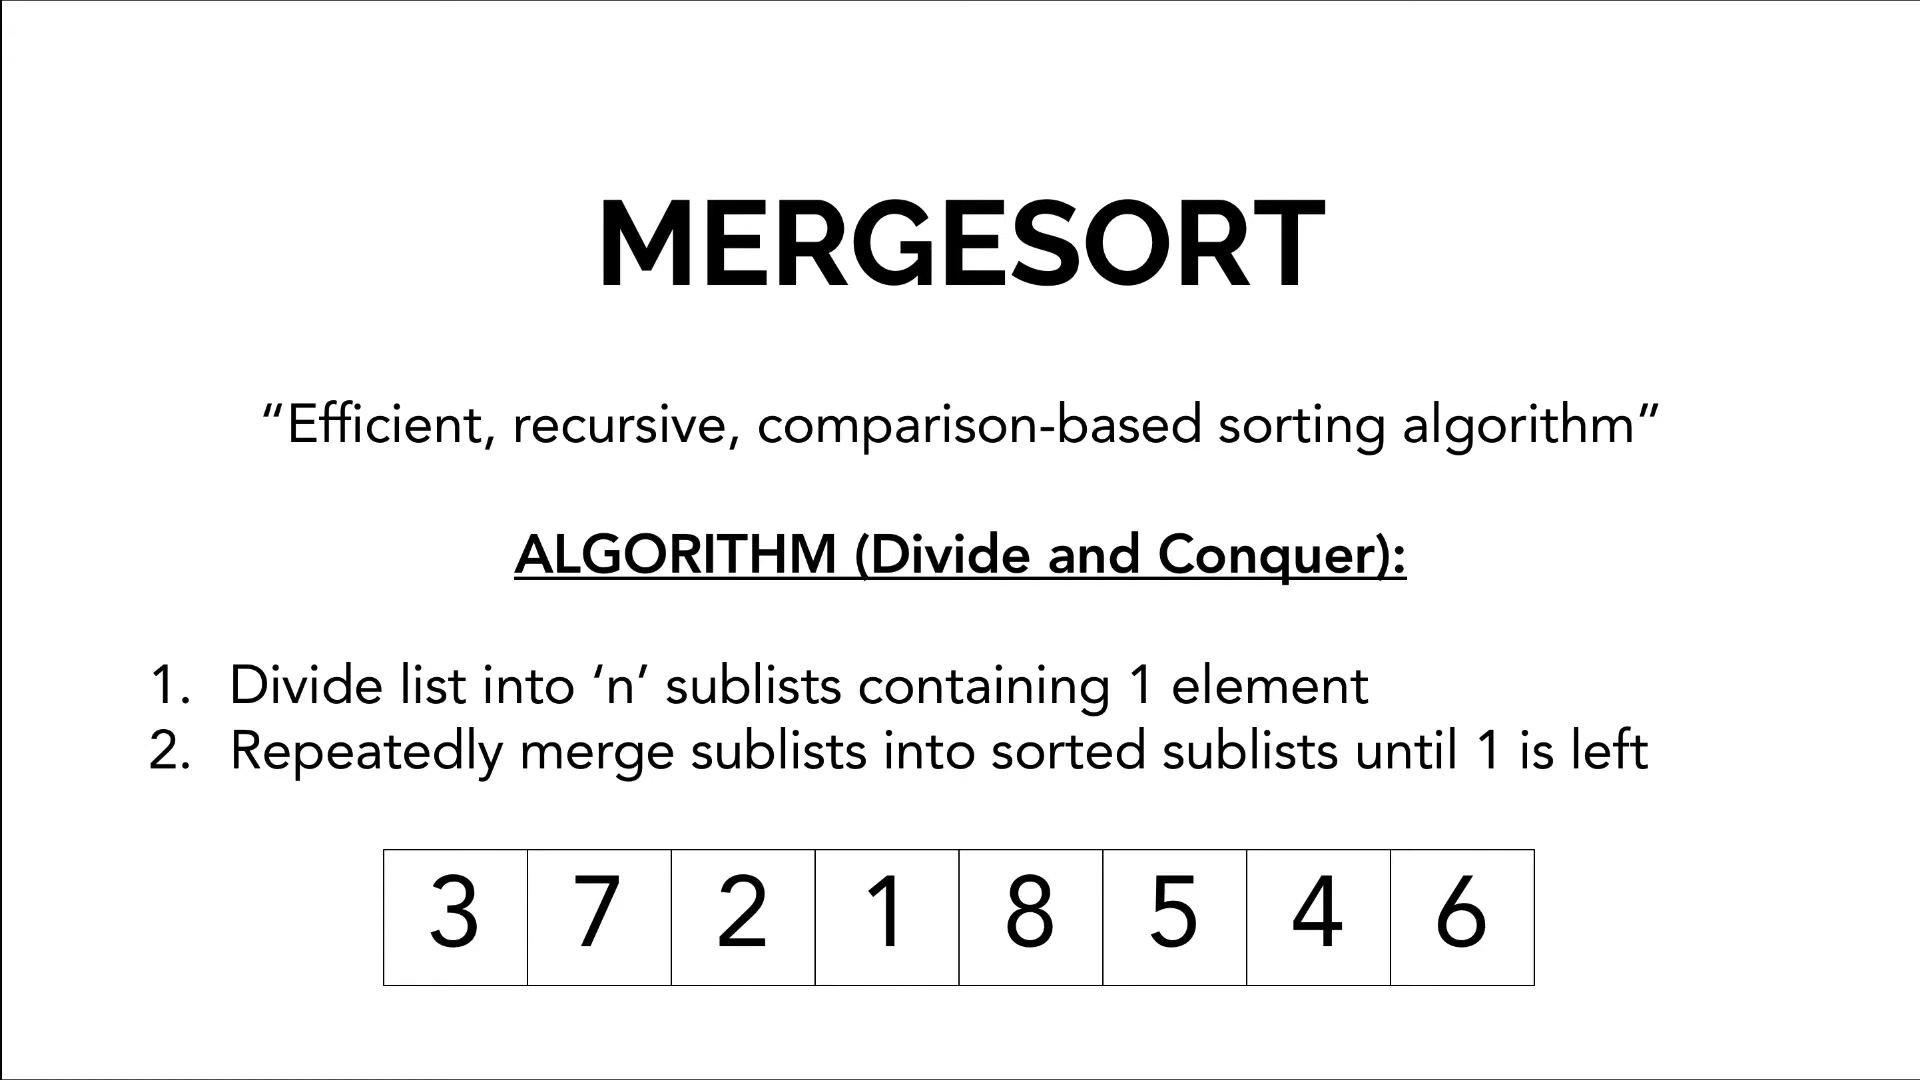 MERGESORT
“Efficient, recursive, comparison-based sorting algorithm”
ALGORITHM (Divide and Conquer):
1. Divide list into ‘n’ sublists containing 1 element
2. Repeatedly merge sublists into sorted sublists until 1 is left
3 7 2 1 8 5 4 6